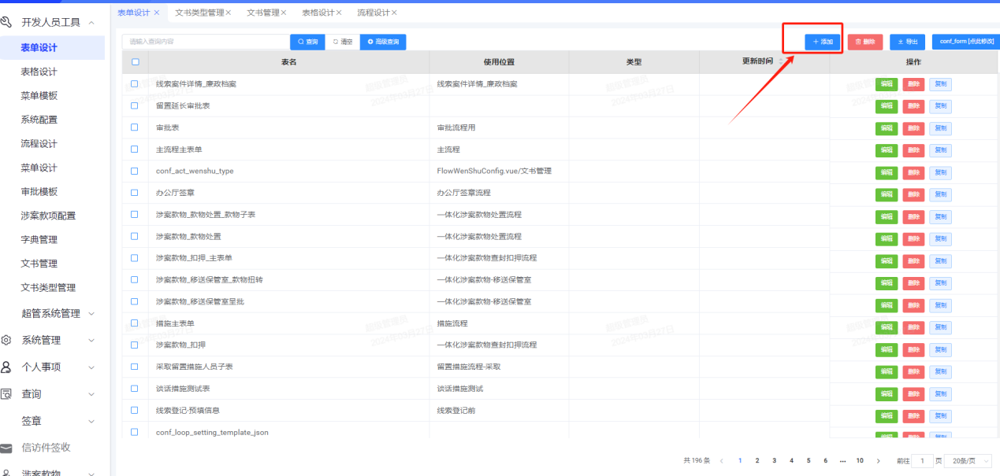 开发人员工具
表单设计
表格设计
菜单模板
系统配置
流程设计
菜单设计
审批模板
涉案款项配置
字典管理
文书管理
文书类型管理
超管系统管理
系统管理
个人事项
查询
签章
信访件签收
涉案款物
表单设计 × 文书类型管理× 文书管理× 表格设计× 流程设计×
请输入查询内容 查询 清空 高级查询 + 添加 删除 导出 conf_form [点此修改]
表名 使用位置 类型 更新时间 操作
线索案件详情_廉政档案 线索案件详情_廉政档案 编辑 删除 复制
留置延长审批表 编辑 删除 复制
审批表 审批流程用 编辑 删除 复制
主流程主表单 主流程 编辑 删除 复制
conf_act_wenshu_type FlowWenShuConfig.vue/文书管理 编辑 删除 复制
办公厅签章 办公厅签章流程 编辑 删除 复制
涉案款物_款物处置_款物子表 一体化涉案款物处置流程 编辑 删除 复制
涉案款物_款物处置 一体化涉案款物处置流程 编辑 删除 复制
涉案款物_扣押_主表单 一体化涉案款物查封扣押流程 编辑 删除 复制
涉案款物_移送保管室_款物扭转 一体化涉案款物-移送保管室 编辑 删除 复制
涉案款物_移送保管室呈批 一体化涉案款物-移送保管室 编辑 删除 复制
措施主表单 措施流程 编辑 删除 复制
涉案款物_扣押 一体化涉案款物查封扣押流程 编辑 删除 复制
采取留置措施人员子表 留置措施流程-采取 编辑 删除 复制
谈话措施测试表 谈话措施测试 编辑 删除 复制
线索登记-预填信息 线索登记前 编辑 删除 复制
conf_loop_setting_template_json 编辑 删除 复制
超级管理员
2024年03月27日
共 196 条 1 2 3 4 5 6 ... 10 前往 1 页 20条/页